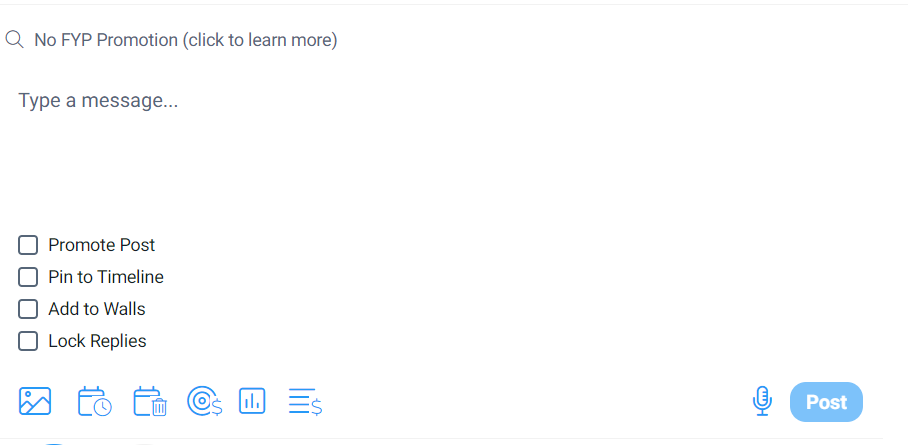 No FYP Promotion (click to learn more)
Type a message...
Promote Post
Pin to Timeline
Add to Walls
Lock Replies
Post